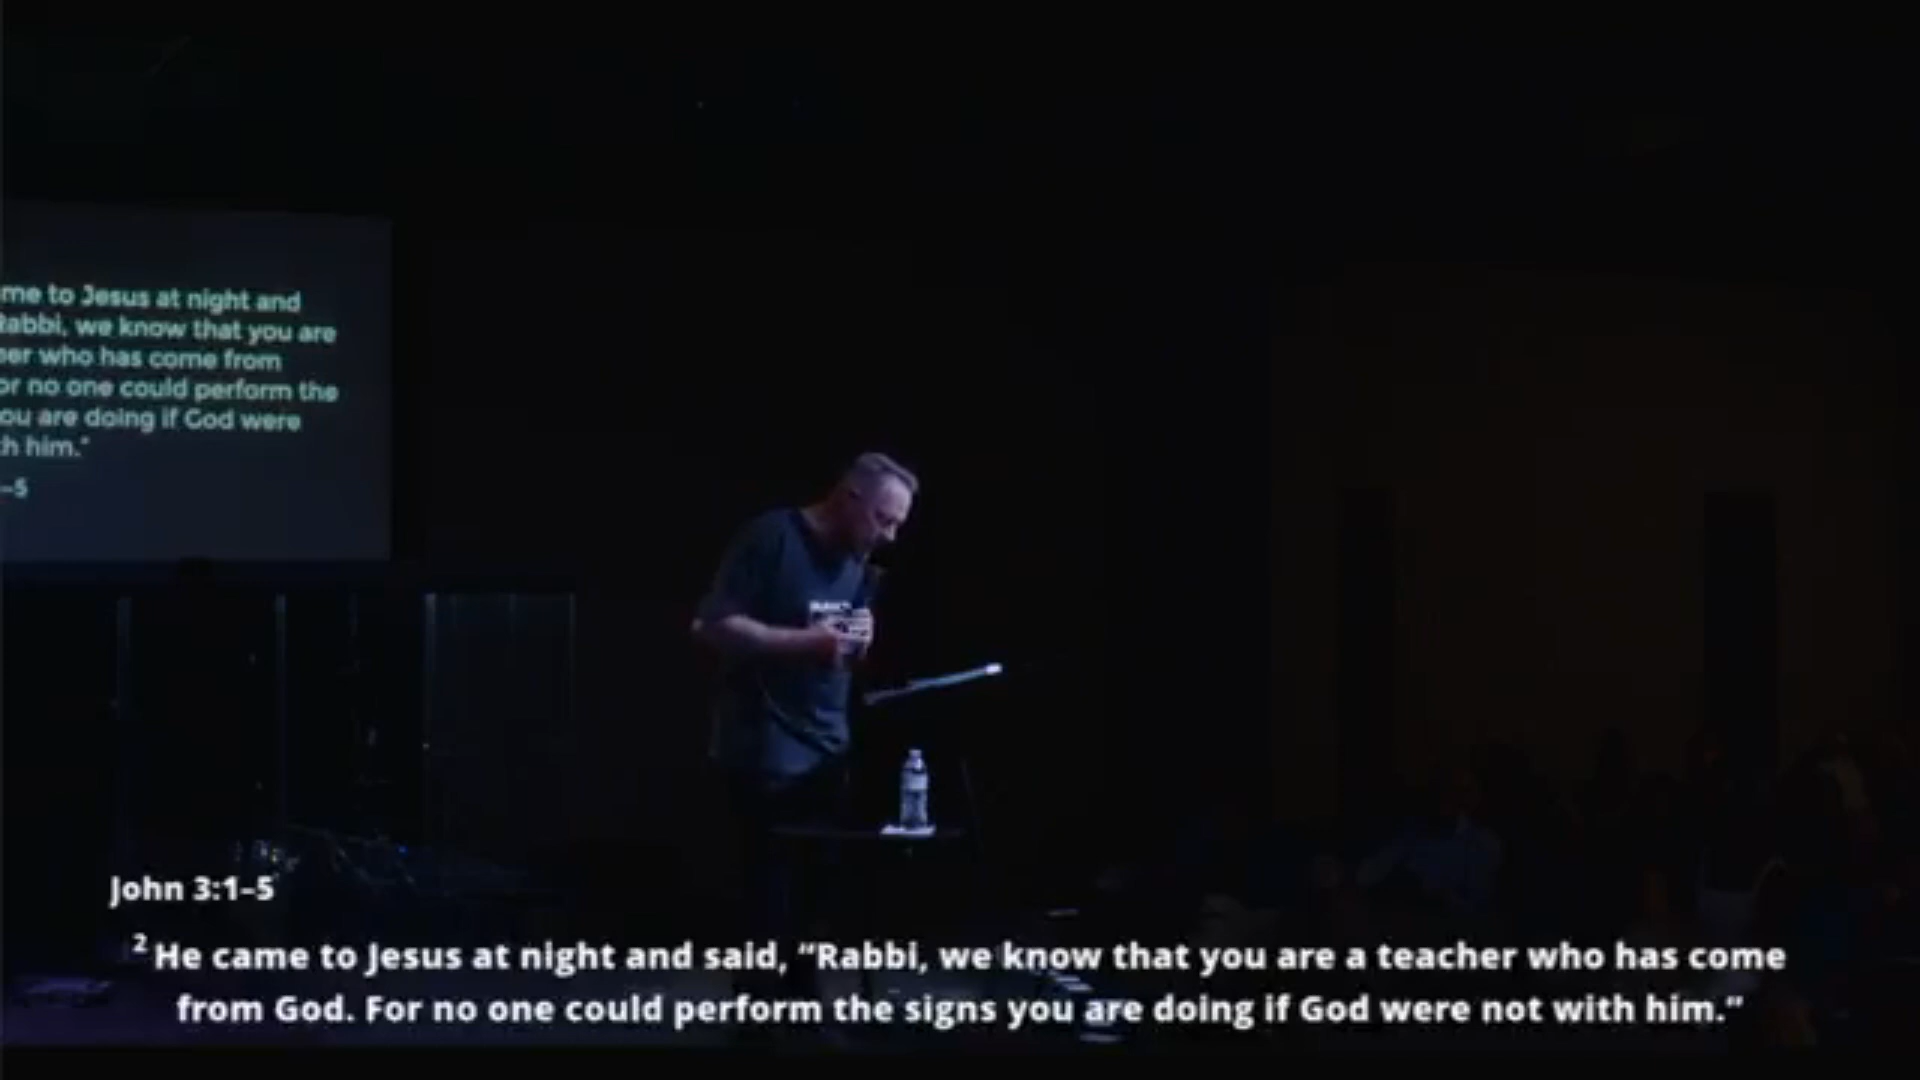 me to Jesus at night and
Rabbi, we know that you are
her who has come from
or no one could perform the
ou are doing if God were
th him."
–5
John 3:1–5
2 He came to Jesus at night and said, “Rabbi, we know that you are a teacher who has come
from God. For no one could perform the signs you are doing if God were not with him.”